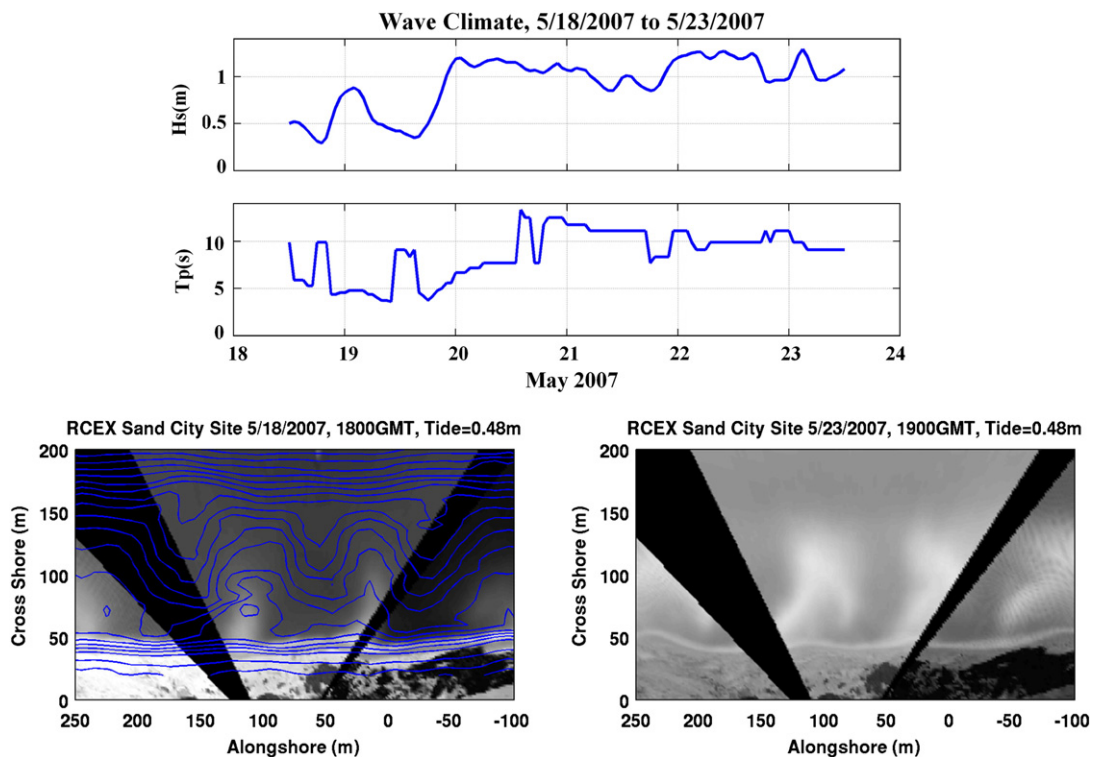 Wave Climate, 5/18/2007 to 5/23/2007
Hs(m)
1
0.5
0
Tp(s)
10
5
0
18 19 20 21 22 23 24
May 2007
RCEX Sand City Site 5/18/2007, 1800GMT, Tide=0.48m
Cross Shore (m)
200
150
100
50
0
250 200 150 100 50 0 -50 -100
Alongshore (m)
RCEX Sand City Site 5/23/2007, 1900GMT, Tide=0.48m
Cross Shore (m)
200
150
100
50
0
250 200 150 100 50 0 -50 -100
Alongshore (m)